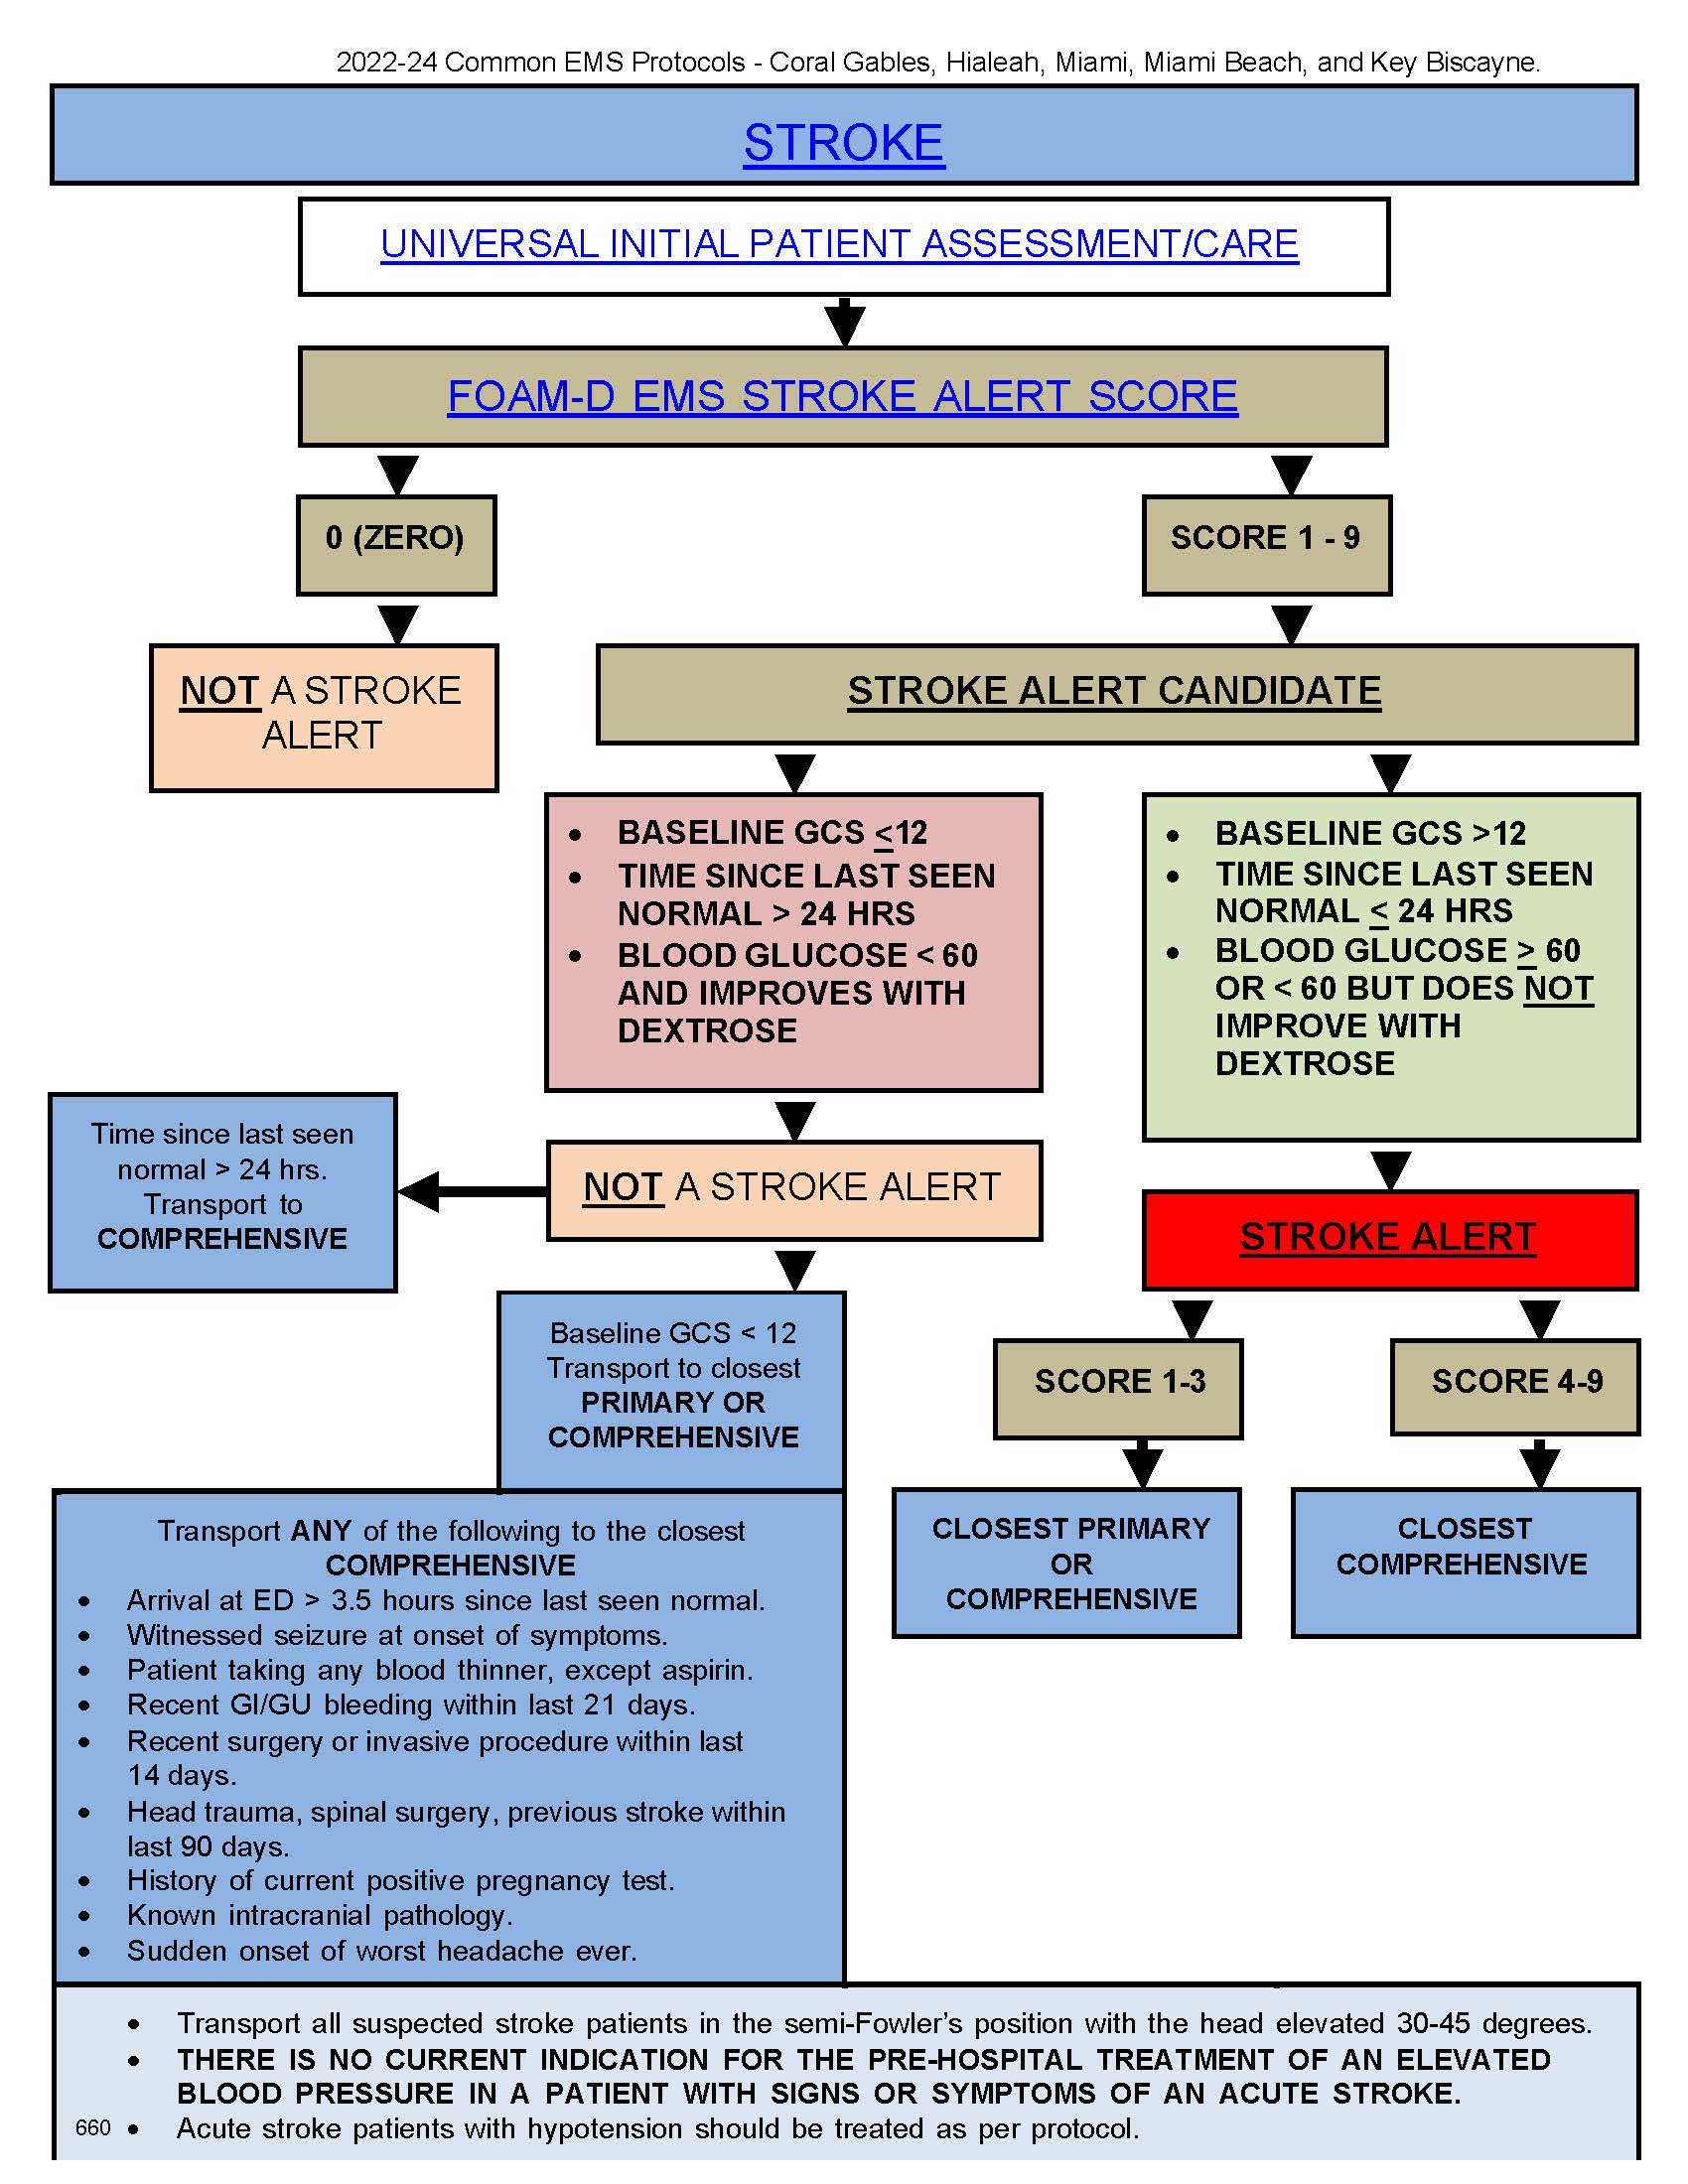 2022-24 Common EMS Protocols - Coral Gables, Hialeah, Miami, Miami Beach, and Key Biscayne.
STROKE
UNIVERSAL INITIAL PATIENT ASSESSMENT/CARE
FOAM-D EMS STROKE ALERT SCORE
0 (ZERO)
SCORE 1 - 9
NOT A STROKE
ALERT
STROKE ALERT CANDIDATE
• BASELINE GCS <12
• TIME SINCE LAST SEEN
NORMAL > 24 HRS
• BLOOD GLUCOSE < 60
AND IMPROVES WITH
DEXTROSE
• BASELINE GCS >12
• TIME SINCE LAST SEEN
NORMAL < 24 HRS
• BLOOD GLUCOSE > 60
OR < 60 BUT DOES NOT
IMPROVE WITH
DEXTROSE
Time since last seen
normal > 24 hrs.
Transport to
COMPREHENSIVE
NOT A STROKE ALERT
STROKE ALERT
Baseline GCS < 12
Transport to closest
PRIMARY OR
COMPREHENSIVE
SCORE 1-3
SCORE 4-9
CLOSEST PRIMARY
OR
COMPREHENSIVE
CLOSEST
COMPREHENSIVE
Transport ANY of the following to the closest
COMPREHENSIVE
• Arrival at ED > 3.5 hours since last seen normal.
• Witnessed seizure at onset of symptoms.
• Patient taking any blood thinner, except aspirin.
• Recent GI/GU bleeding within last 21 days.
• Recent surgery or invasive procedure within last
14 days.
• Head trauma, spinal surgery, previous stroke within
last 90 days.
• History of current positive pregnancy test.
• Known intracranial pathology.
• Sudden onset of worst headache ever.
• Transport all suspected stroke patients in the semi-Fowler's position with the head elevated 30-45 degrees.
• THERE IS NO CURRENT INDICATION FOR THE PRE-HOSPITAL TREATMENT OF AN ELEVATED
BLOOD PRESSURE IN A PATIENT WITH SIGNS OR SYMPTOMS OF AN ACUTE STROKE.
660 • Acute stroke patients with hypotension should be treated as per protocol.